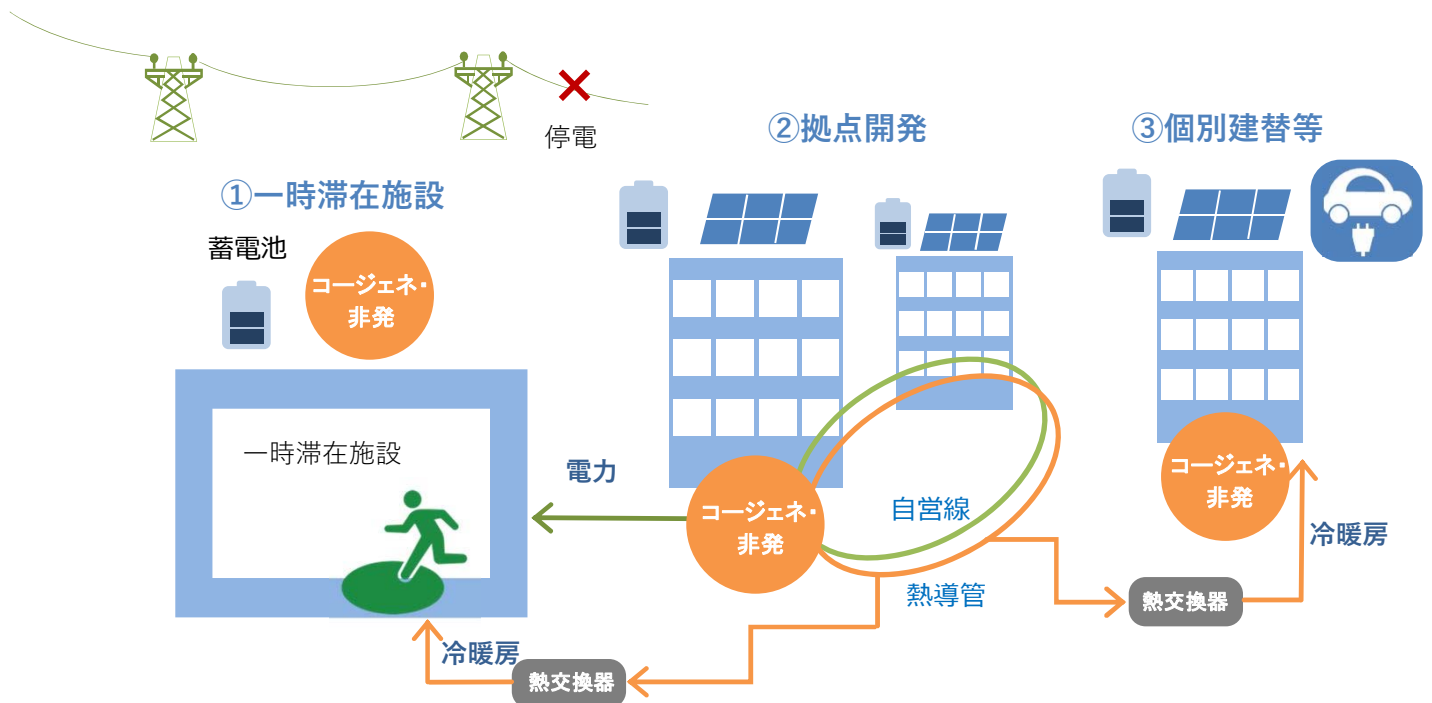 停電
②拠点開発
③個別建替等
①一時滞在施設
蓄電池
コージェネ・
非発
一時滞在施設
電力
コージェネ・
非発
自営線
熱導管
コージェネ・
非発
冷暖房
熱交換器
冷暖房
熱交換器